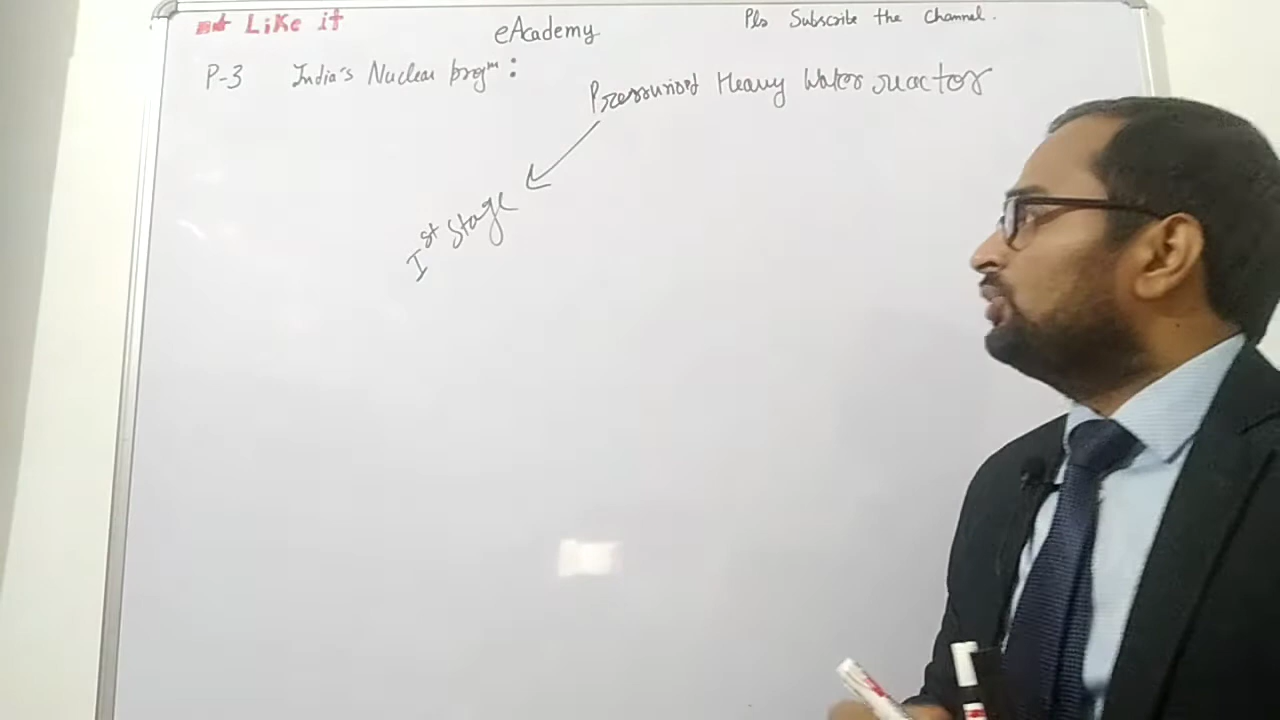 Like it
eAcademy
Pls Subscribe the Channel.
P-3 India's Nuclear progm :
Pressurised Heavy Water reactor
Ist Stage